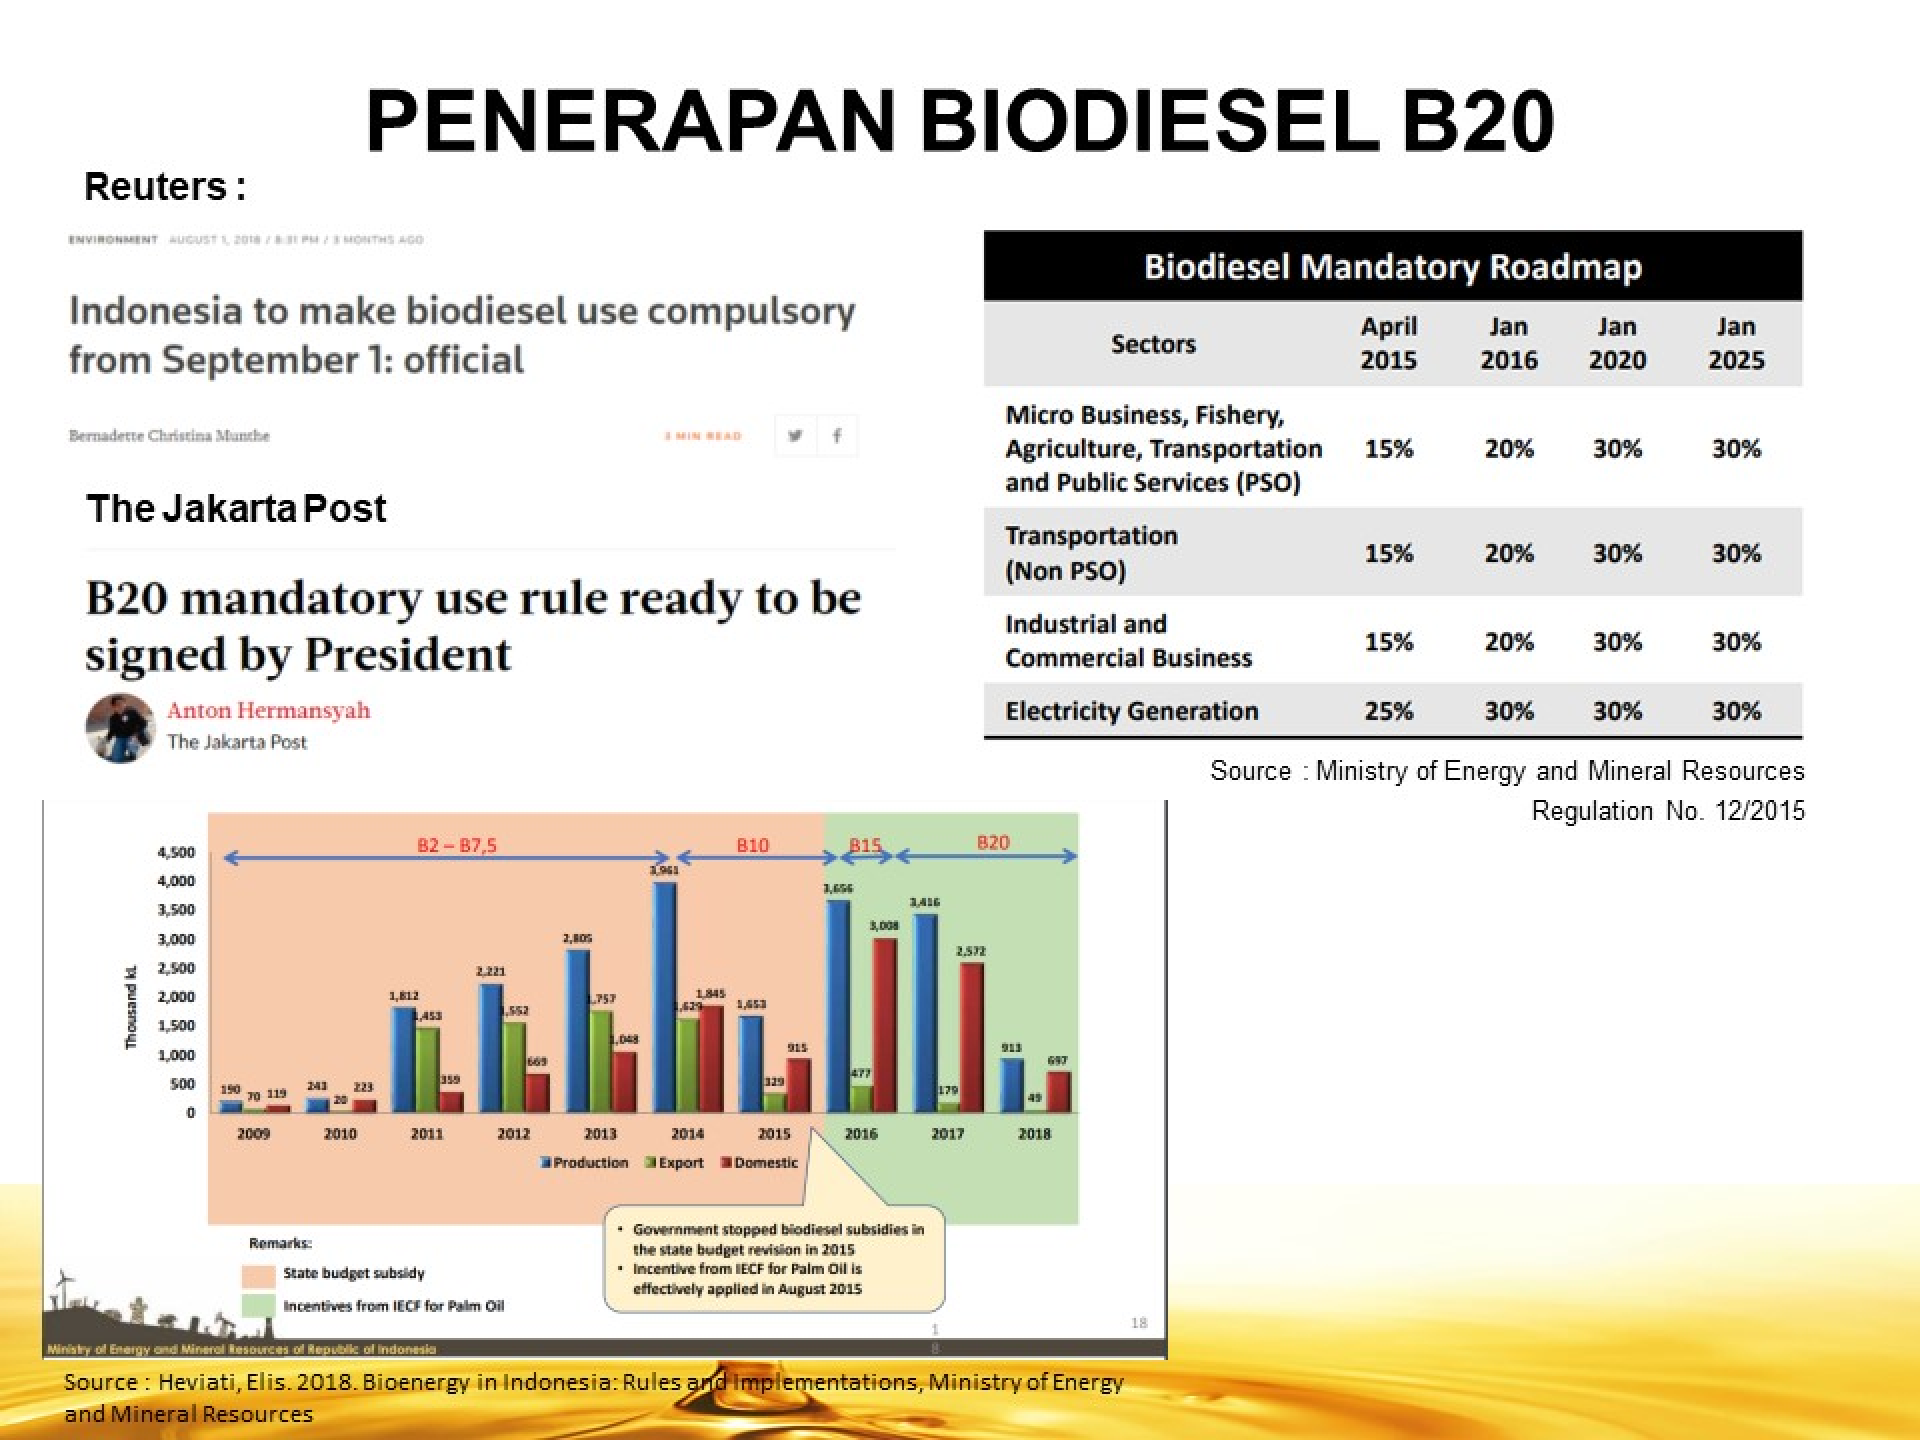 PENERAPAN BIODIESEL B20
Reuters :
ENVIRONMENT AUGUST 1, 2018 / 8:31 PM / 3 MONTHS AGO
Indonesia to make biodiesel use compulsory
from September 1: official
Bernadette Christina Munthe
3 MIN READ
The Jakarta Post
B20 mandatory use rule ready to be
signed by President
Anton Hermansyah
The Jakarta Post
Biodiesel Mandatory Roadmap
Sectors April 2015 Jan 2016 Jan 2020 Jan 2025
Micro Business, Fishery,
Agriculture, Transportation 15% 20% 30% 30%
and Public Services (PSO)
Transportation
(Non PSO) 15% 20% 30% 30%
Industrial and
Commercial Business 15% 20% 30% 30%
Electricity Generation 25% 30% 30% 30%
Source : Ministry of Energy and Mineral Resources
Regulation No. 12/2015
B2 – B7,5 B10 B15 B20
Thousand kL
4,500
4,000
3,500
3,000
2,500
2,000
1,500
1,000
500
0
190 70 119
243 20 223
1,812 1,453 359
2,221 1,552 669
2,805 1,757 1,048
3,961 1,629 1,845
1,653 329 915
3,656 477 3,008
3,416 179 2,572
913 49 697
2009 2010 2011 2012 2013 2014 2015 2016 2017 2018
Production Export Domestic
• Government stopped biodiesel subsidies in
the state budget revision in 2015
• Incentive from IECF for Palm Oil is
effectively applied in August 2015
Remarks:
State budget subsidy
Incentives from IECF for Palm Oil
18
1
8
Ministry of Energy and Mineral Resources of Republic of Indonesia
Source : Heviati, Elis. 2018. Bioenergy in Indonesia: Rules and Implementations, Ministry of Energy
and Mineral Resources